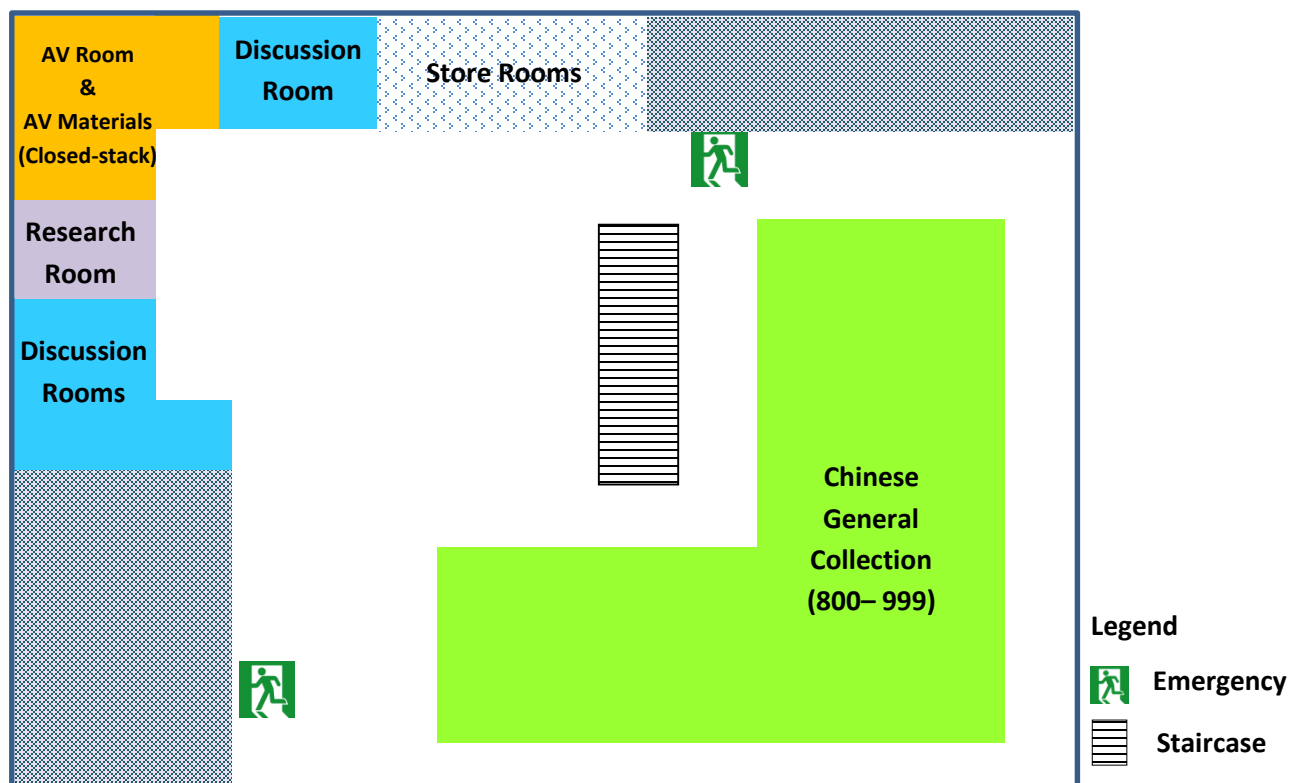 AV Room
&
AV Materials
(Closed-stack)
Discussion
Room
Store Rooms
Research
Room
Discussion
Rooms
Chinese
General
Collection
(800– 999)
Legend
Emergency
Staircase